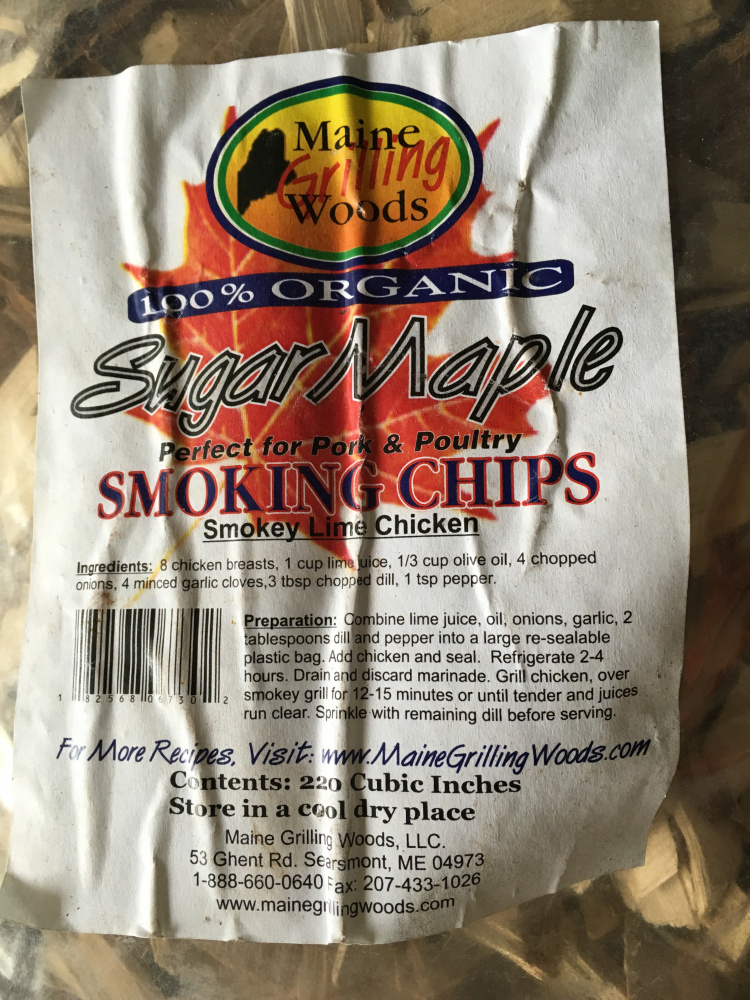 Maine
Grilling
Woods
100% ORGANIC
Sugar Maple
Perfect for Pork & Poultry
SMOKING CHIPS
Smokey Lime Chicken
Ingredients: 8 chicken breasts, 1 cup lime juice, 1/3 cup olive oil, 4 chopped
onions, 4 minced garlic cloves,3 tbsp chopped dill, 1 tsp pepper.
Preparation: Combine lime juice, oil, onions, garlic, 2
tablespoons dill and pepper into a large re-sealable
plastic bag. Add chicken and seal. Refrigerate 2-4
hours. Drain and discard marinade. Grill chicken, over
smokey grill for 12-15 minutes or until tender and juices
run clear. Sprinkle with remaining dill before serving.
1 82568 06730 2
For More Recipes, Visit: www.MaineGrillingWoods.com
Contents: 220 Cubic Inches
Store in a cool dry place
Maine Grilling Woods, LLC.
53 Ghent Rd. Searsmont, ME 04973
1-888-660-0640 Fax: 207-433-1026
www.mainegrillingwoods.com